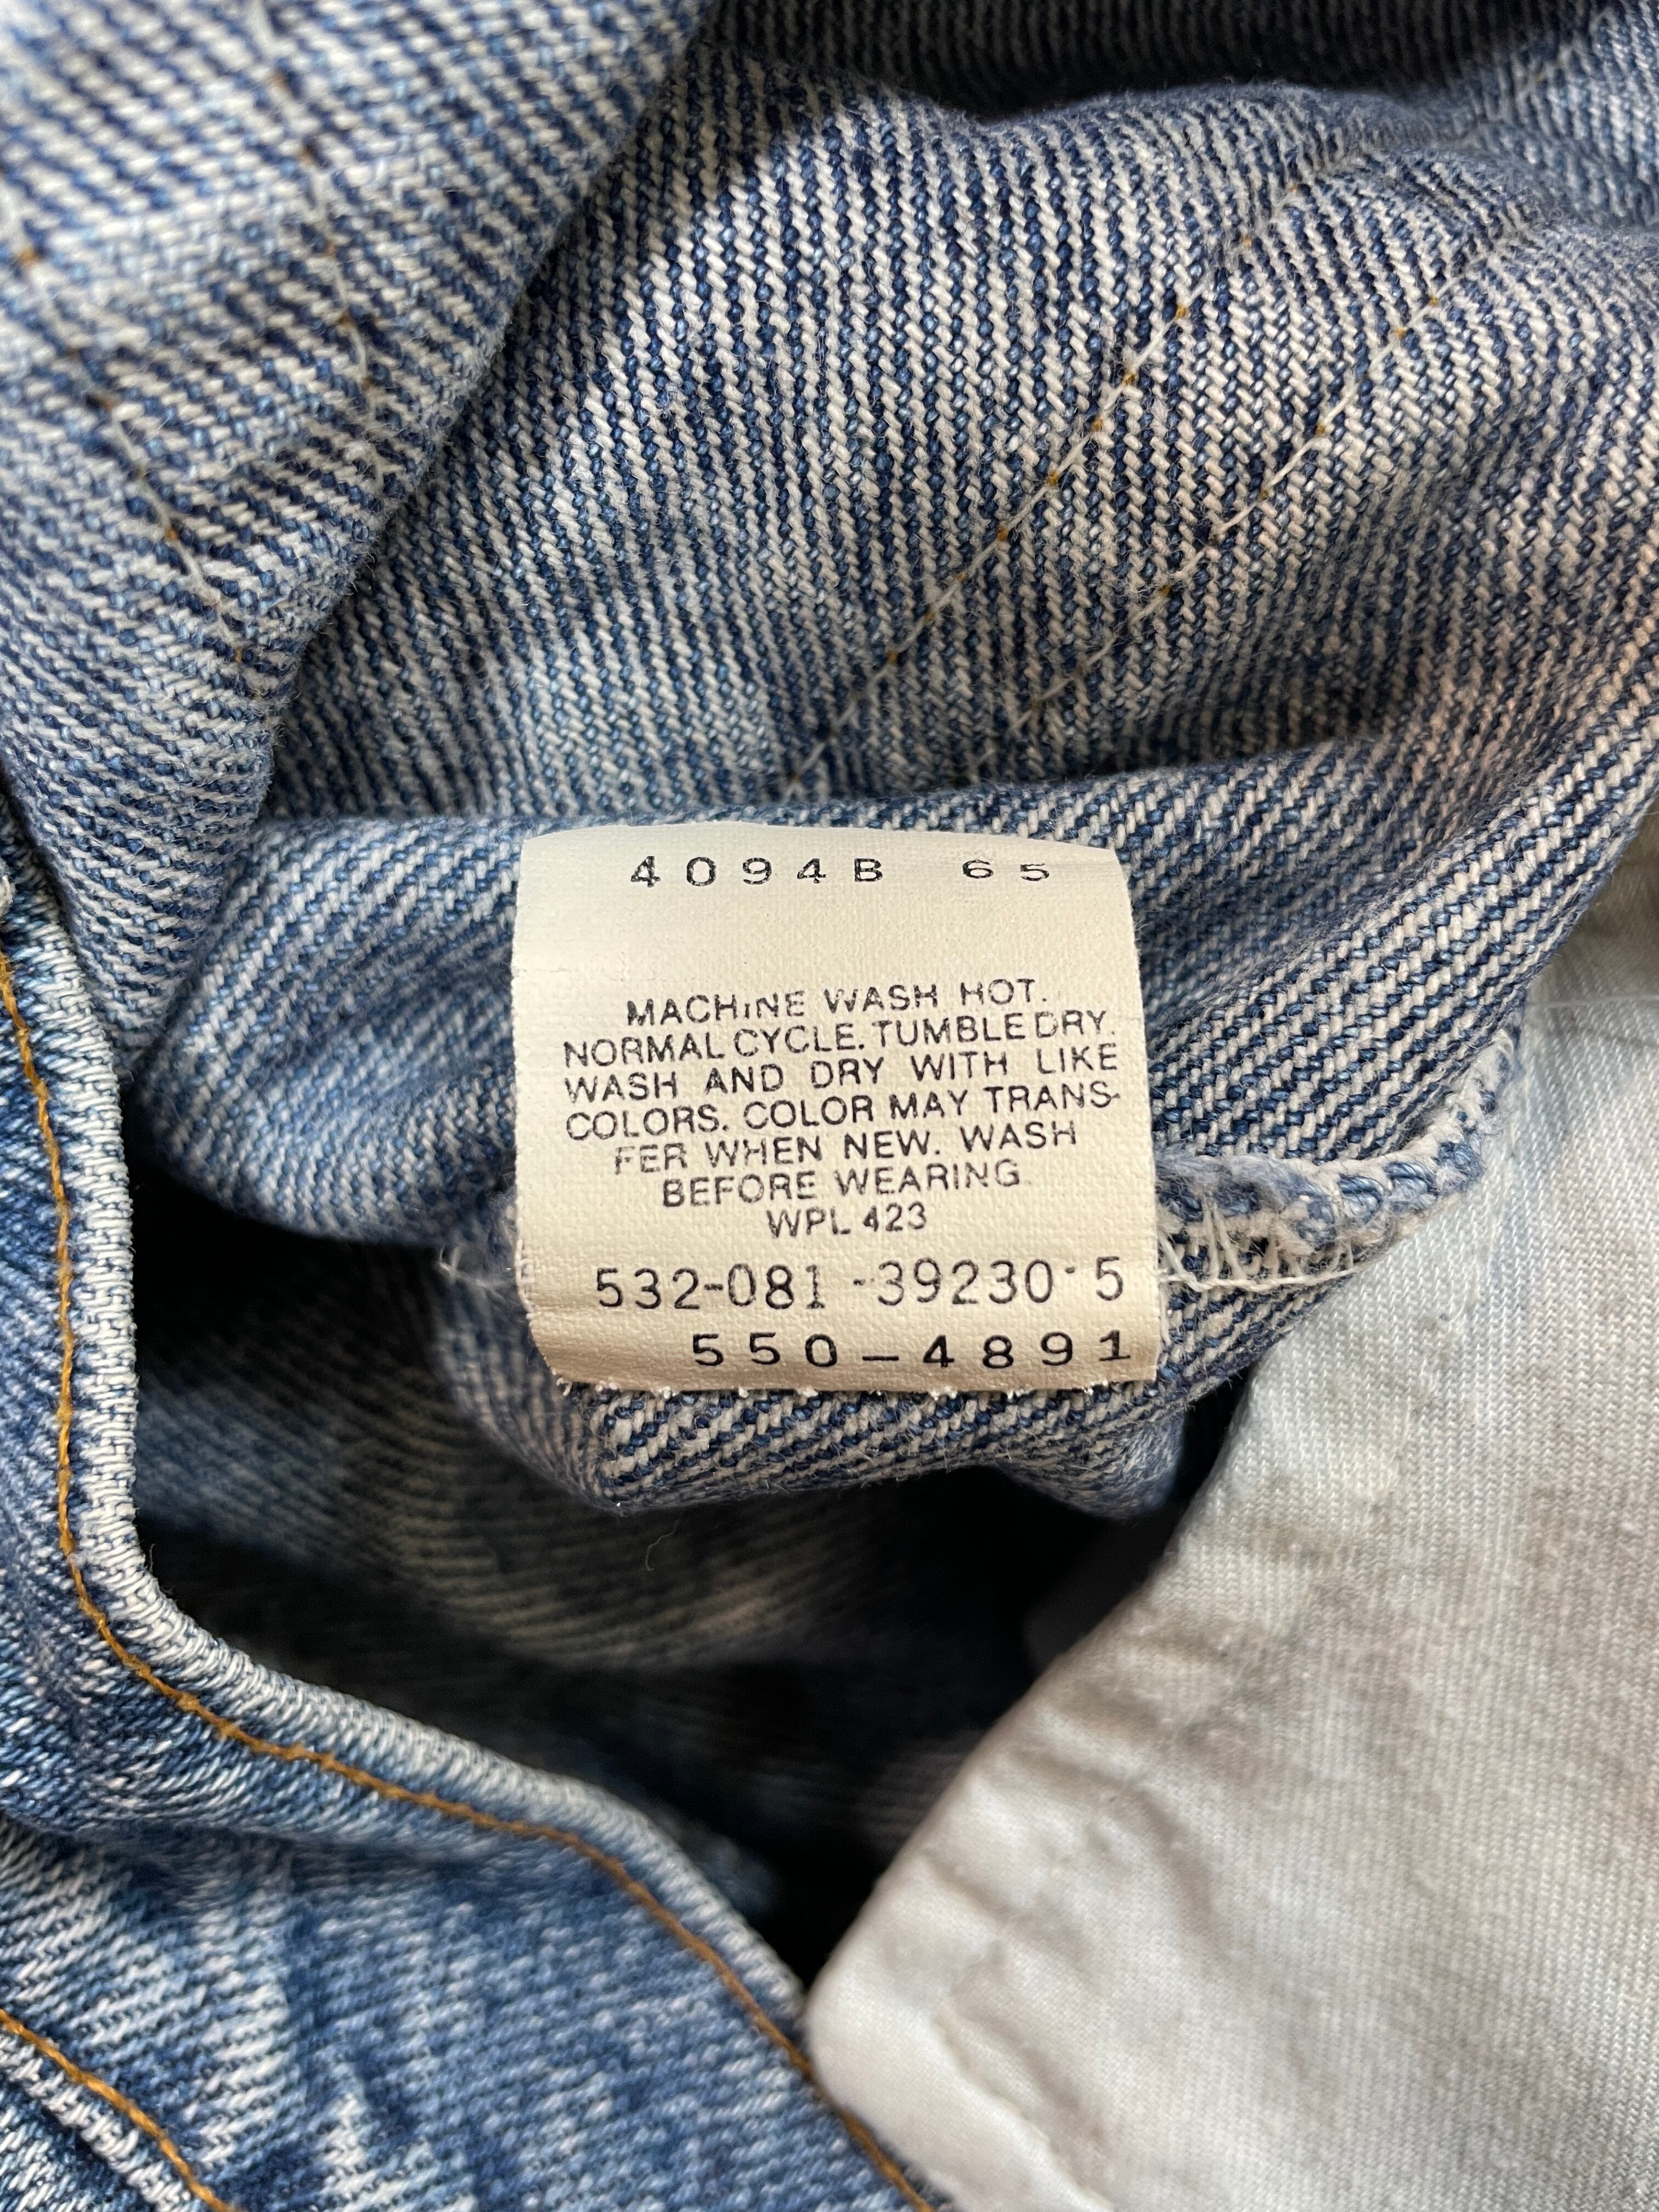 4094B 65
MACHINE WASH HOT.
NORMAL CYCLE. TUMBLE DRY.
WASH AND DRY WITH LIKE
COLORS. COLOR MAY TRANS-
FER WHEN NEW. WASH
BEFORE WEARING
WPL 423
532-081-39230-5
550-4891